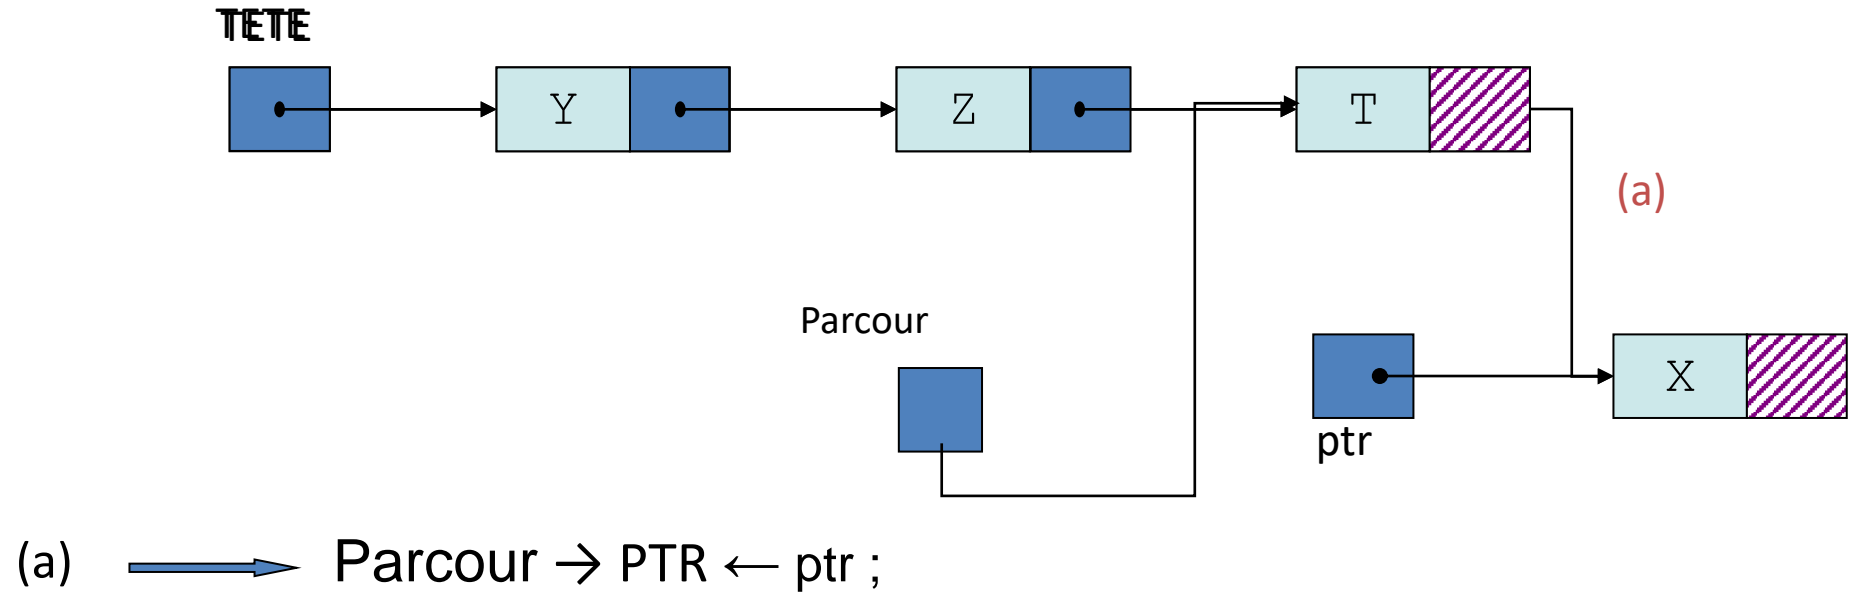 TETE
Y Z T
(a)
Parcour
X
ptr
(a) Parcour → PTR ← ptr ;